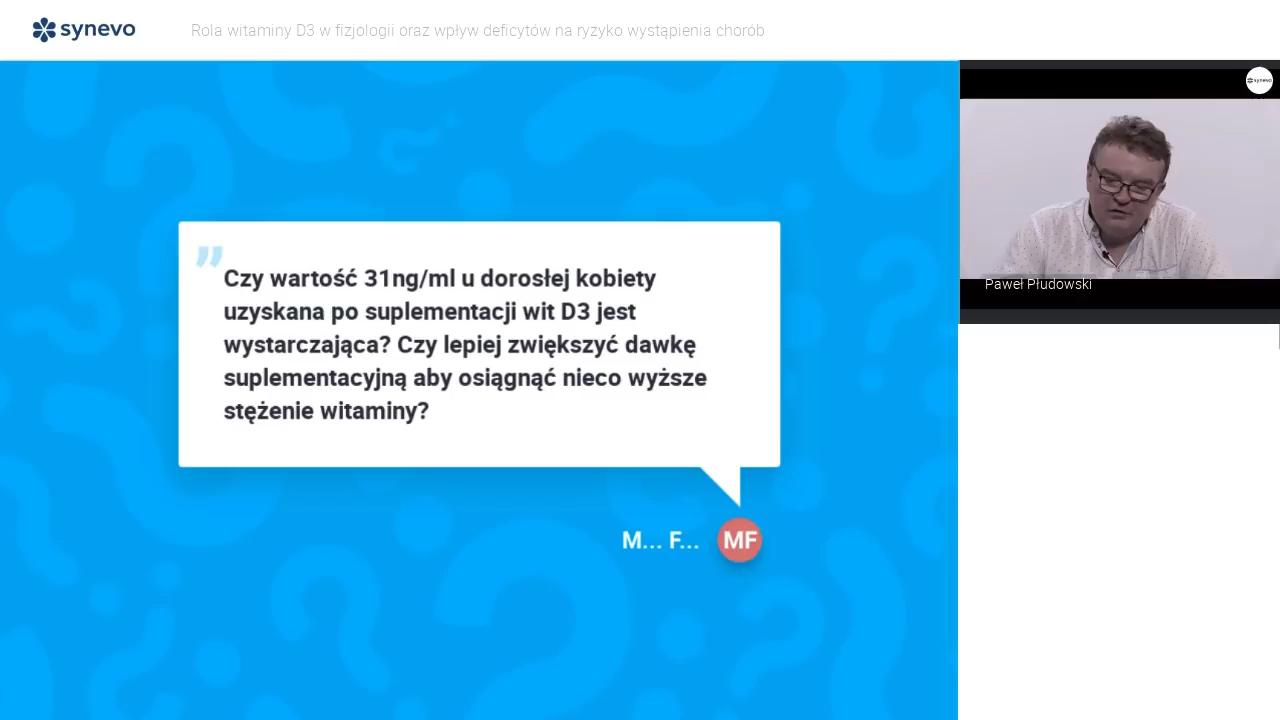 synevo
Rola witaminy D3 w fizjologii oraz wpływ deficytów na ryzyko wystąpienia chorób
synevo
Paweł Płudowski
"
Czy wartość 31ng/ml u dorosłej kobiety
uzyskana po suplementacji wit D3 jest
wystarczająca? Czy lepiej zwiększyć dawkę
suplementacyjną aby osiągnąć nieco wyższe
stężenie witaminy?
M... F... MF